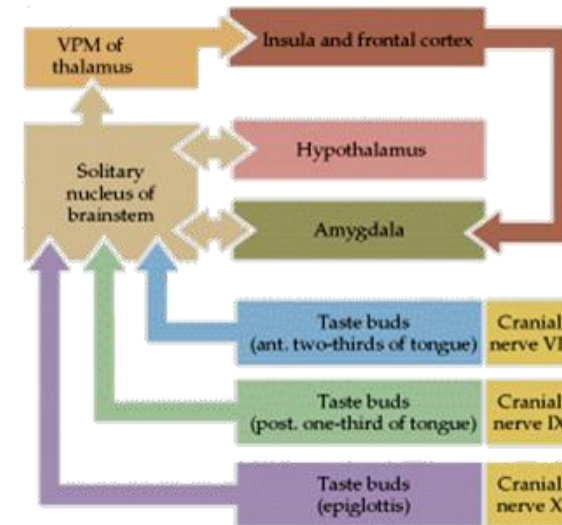 VPM of
thalamus
Insula and frontal cortex
Solitary
nucleus of
brainstem
Hypothalamus
Amygdala
Taste buds
(ant. two-thirds of tongue)
Cranial
nerve VI
Taste buds
(post. one-third of tongue)
Cranial
nerve IX
Taste buds
(epiglottis)
Cranial
nerve X